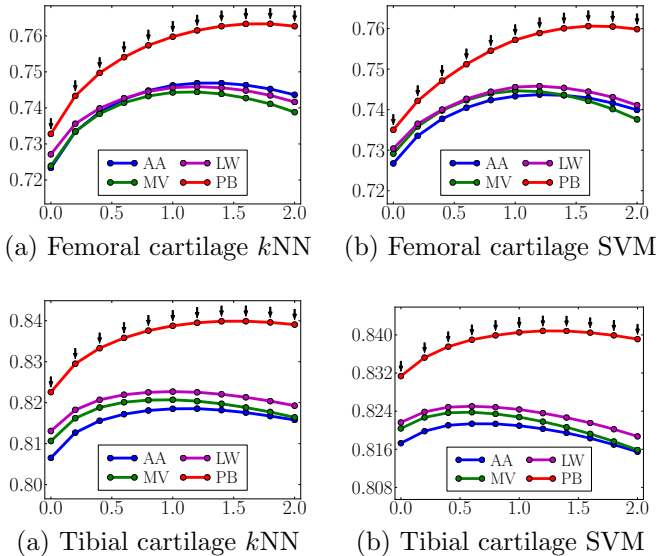 0.76
0.75
0.74
0.73
0.72
AA
LW
MV
PB
0.0 0.5 1.0 1.5 2.0
(a) Femoral cartilage kNN
0.76
0.75
0.74
0.73
0.72
AA
LW
MV
PB
0.0 0.5 1.0 1.5 2.0
(b) Femoral cartilage SVM
0.84
0.83
0.82
0.81
0.80
AA
LW
MV
PB
0.0 0.5 1.0 1.5 2.0
(a) Tibial cartilage kNN
0.840
0.832
0.824
0.816
0.808
AA
LW
MV
PB
0.0 0.5 1.0 1.5 2.0
(b) Tibial cartilage SVM